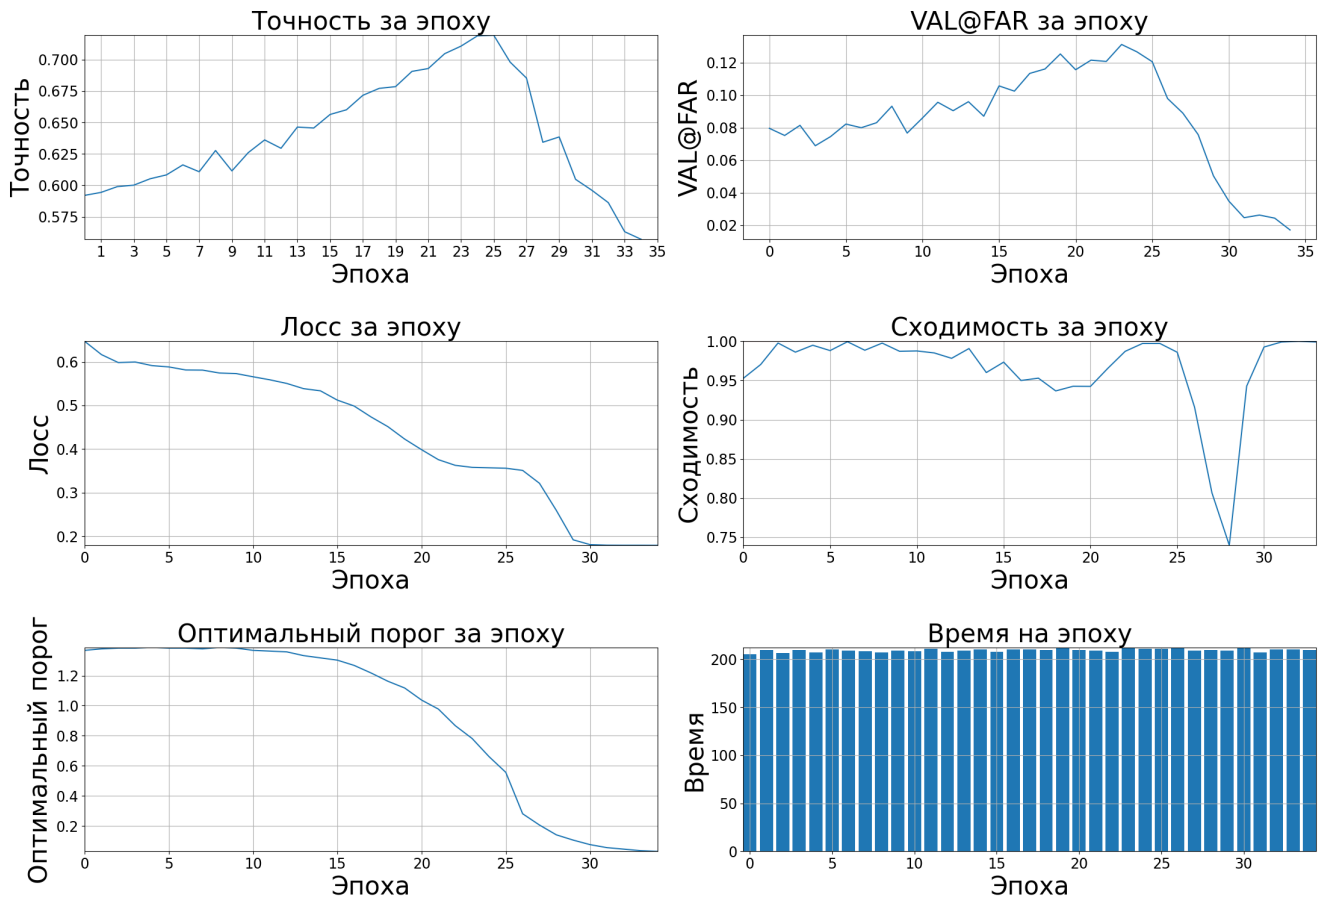 Точность за эпоху
Точность
0.700
0.675
0.650
0.625
0.600
0.575
1 3 5 7 9 11 13 15 17 19 21 23 25 27 29 31 33 35
Эпоха
VAL@FAR за эпоху
VAL@FAR
0.12
0.10
0.08
0.06
0.04
0.02
0 5 10 15 20 25 30 35
Эпоха
Лосс за эпоху
Лосс
0.6
0.5
0.4
0.3
0.2
0 5 10 15 20 25 30
Эпоха
Сходимость за эпоху
Сходимость
1.00
0.95
0.90
0.85
0.80
0.75
0 5 10 15 20 25 30
Эпоха
Оптимальный порог за эпоху
Оптимальный порог
1.2
1.0
0.8
0.6
0.4
0.2
0 5 10 15 20 25 30
Эпоха
Время на эпоху
Время
200
150
100
50
0
0 5 10 15 20 25 30
Эпоха